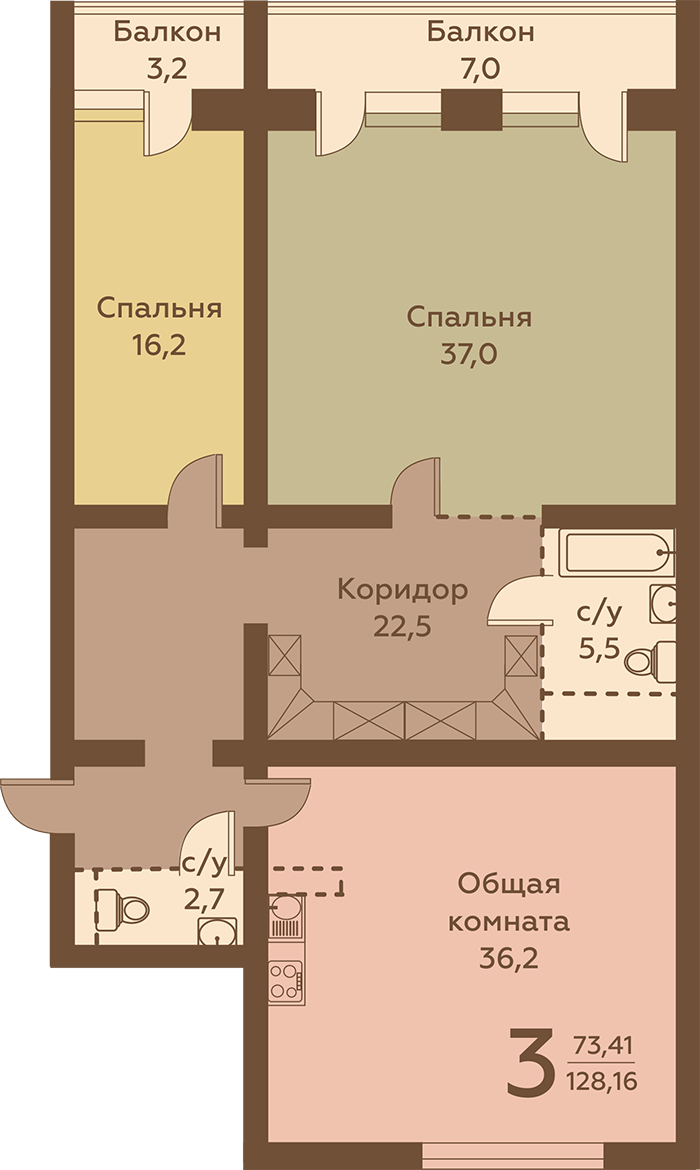 Балкон
3,2
Балкон
7,0
Спальня
16,2
Спальня
37,0
Коридор
22,5
с/у
5,5
с/у
2,7
Общая
комната
36,2
3
73,41
128,16